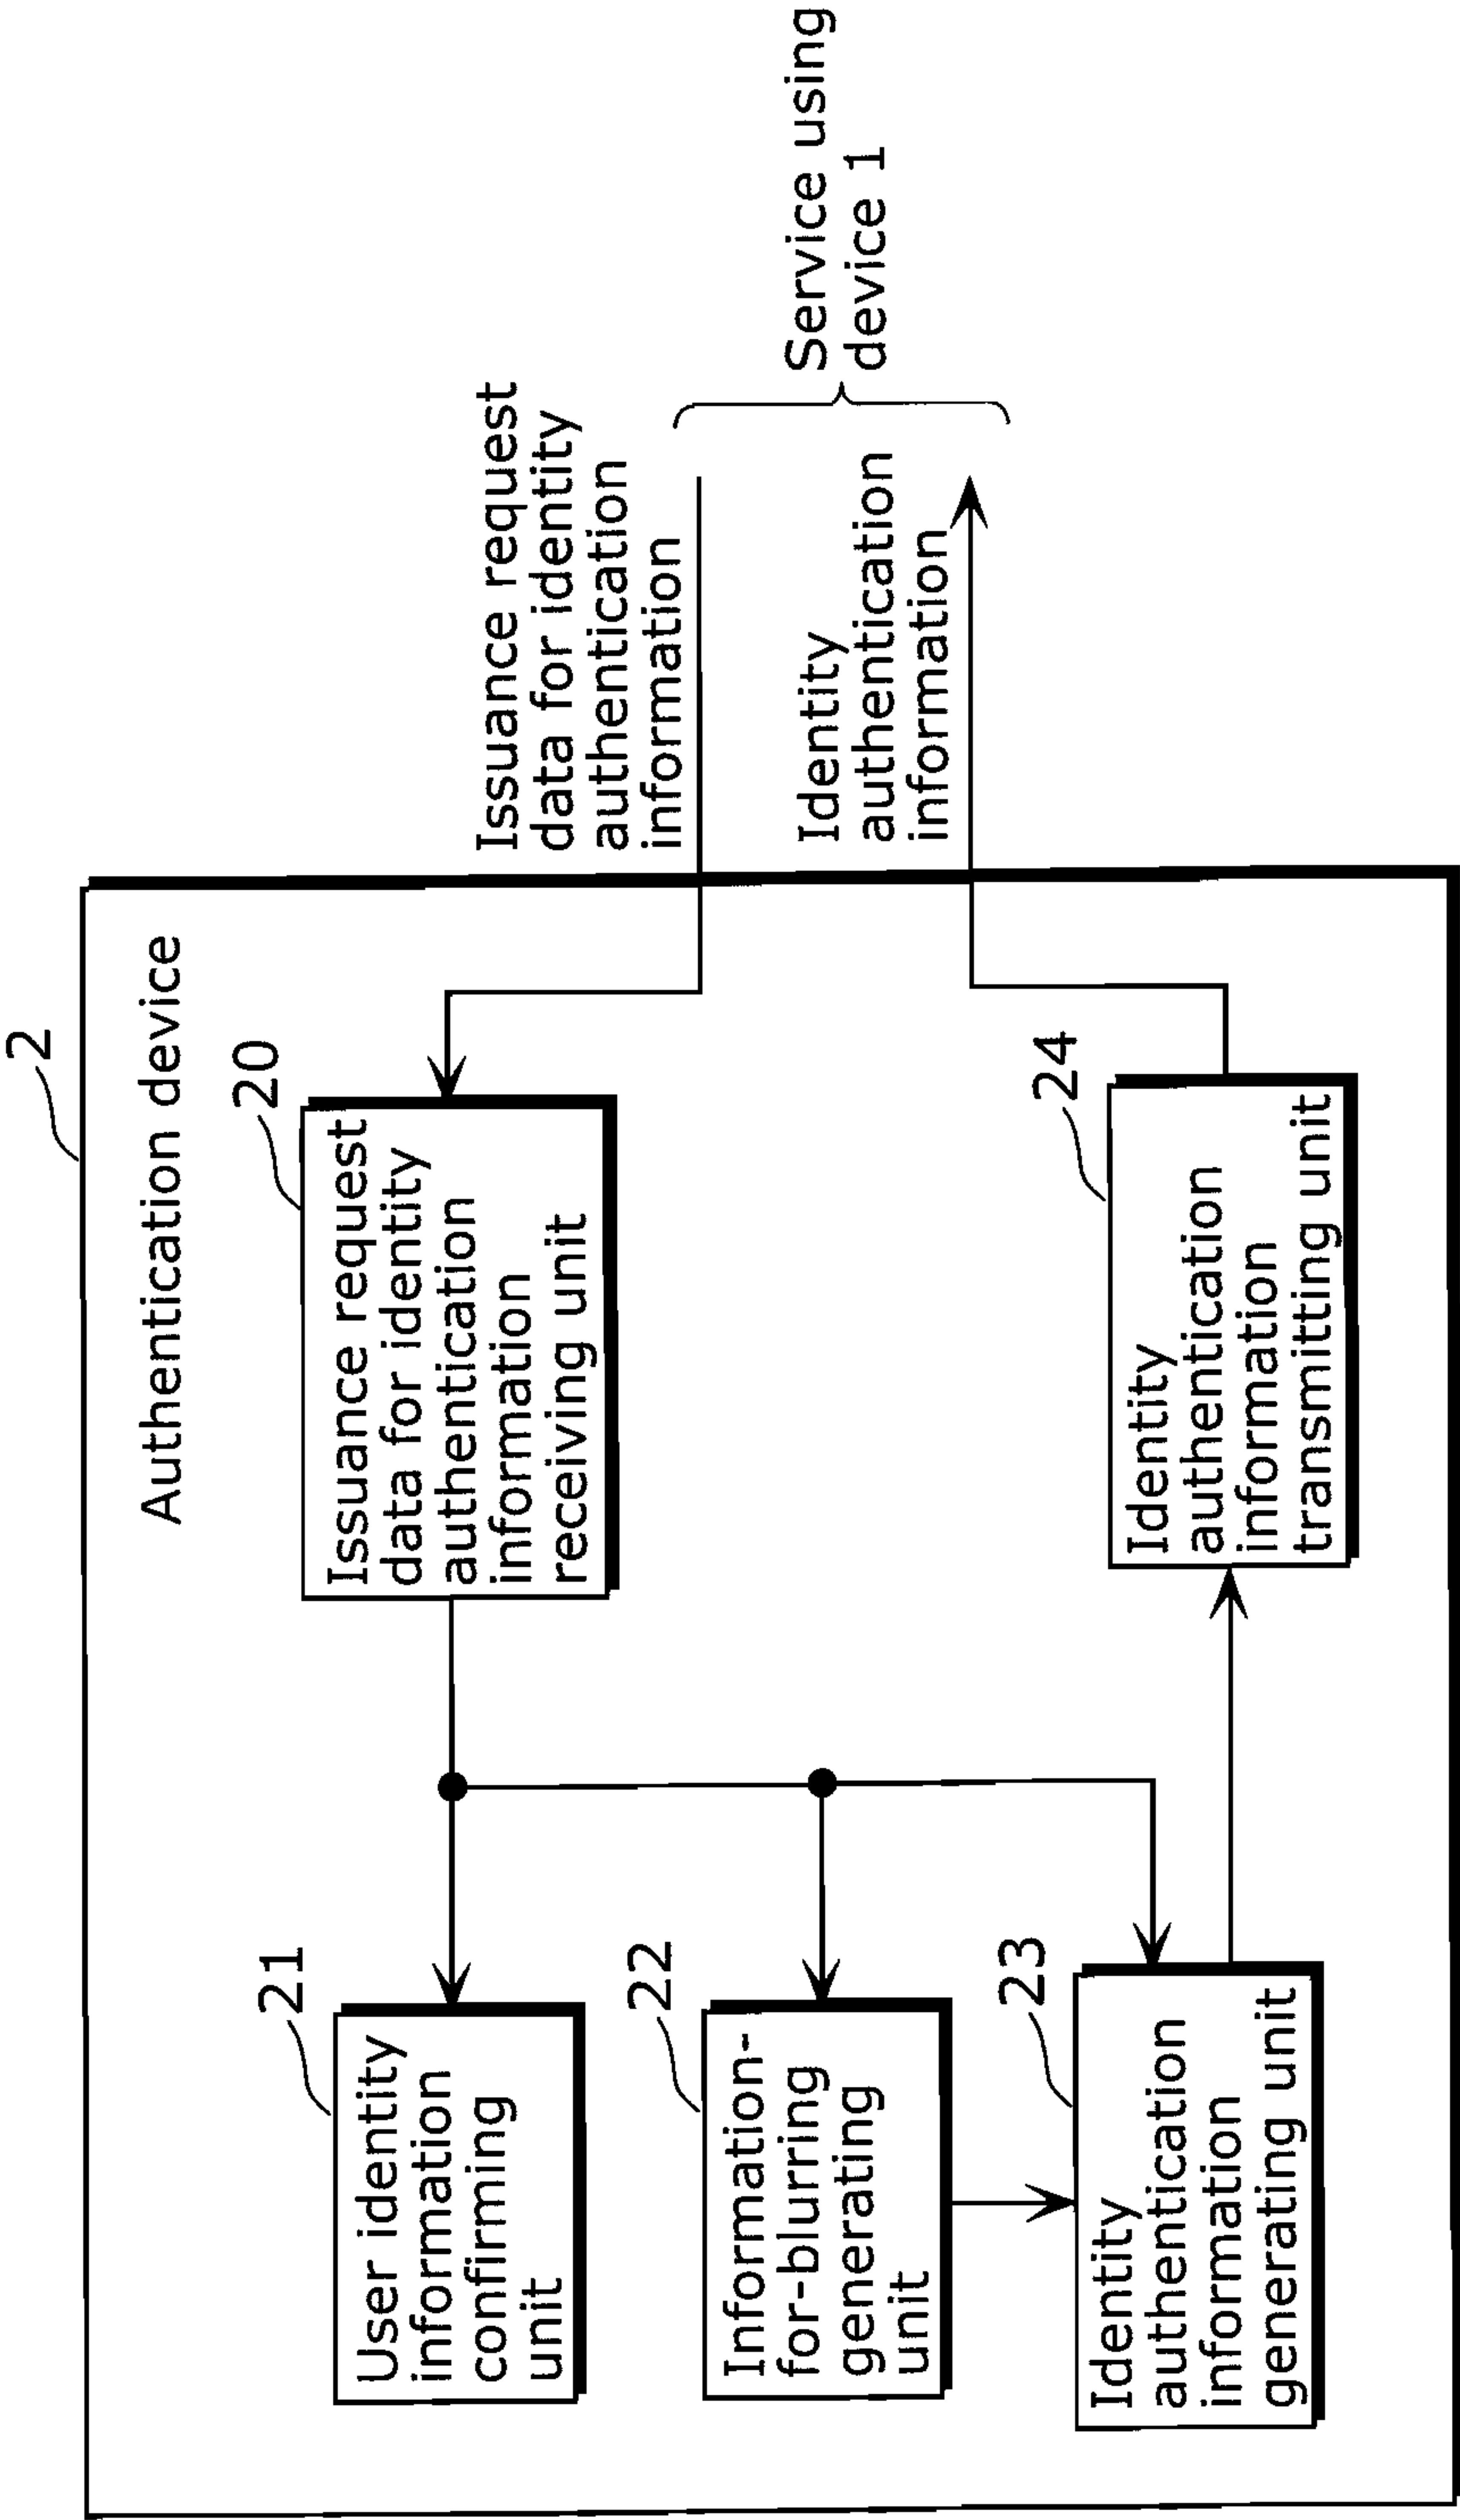 2
Authentication device
21
User identity
information
confirming
unit
20
Issuance request
data for identity
authentication
information
receiving unit
Issuance request
data for identity
authentication
information
22
Information-
for-blurring
generating
unit
Service using
device 1
Identity
authentication
information
23
Identity
authentication
information
generating unit
24
Identity
authentication
information
transmitting unit